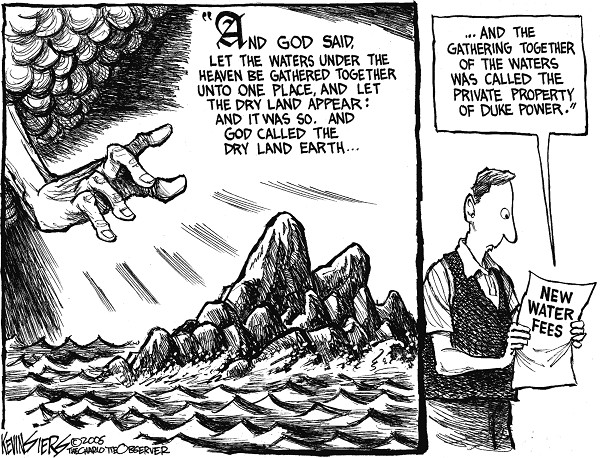 "AND GOD SAID,
LET THE WATERS UNDER THE
HEAVEN BE GATHERED TOGETHER
UNTO ONE PLACE, AND LET
THE DRY LAND APPEAR:
AND IT WAS SO. AND
GOD CALLED THE
DRY LAND EARTH...
...AND THE
GATHERING TOGETHER
OF THE WATERS
WAS CALLED THE
PRIVATE PROPERTY
OF DUKE POWER."
NEW
WATER
FEES
KEVIN SIERS ©2005
THE CHARLOTTE OBSERVER